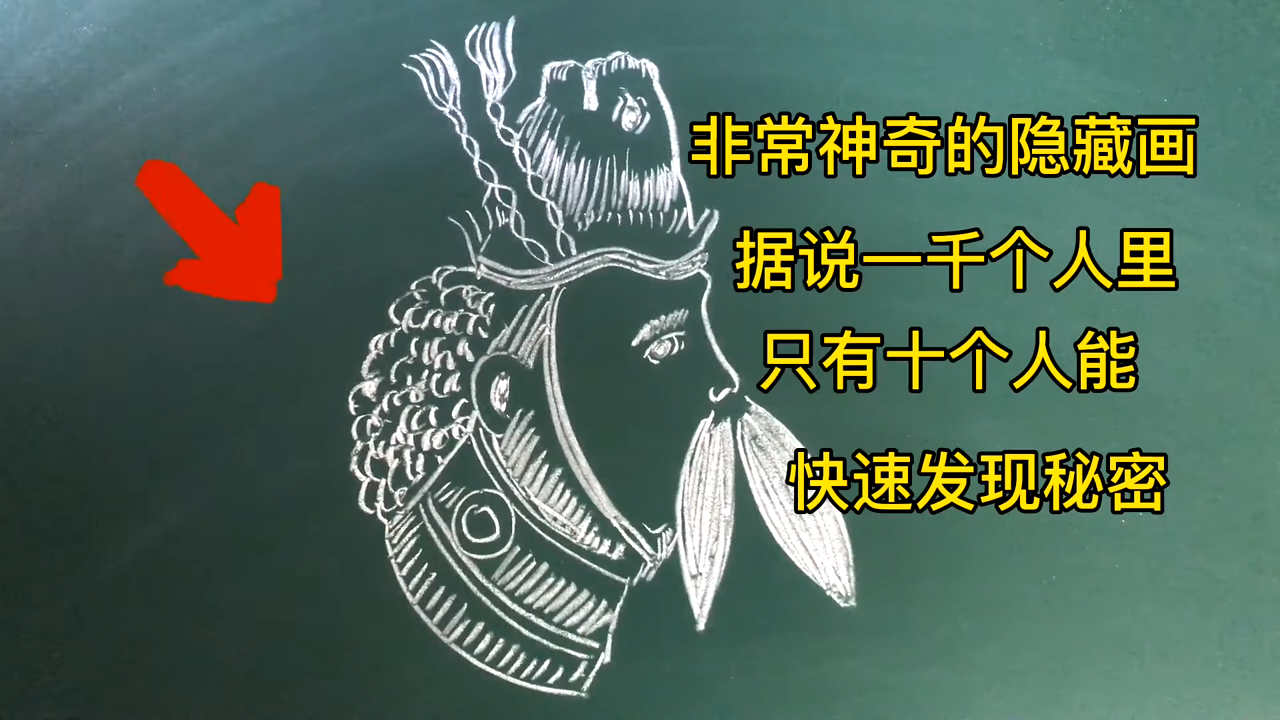 非常神奇的隐藏画
据说一千个人里
只有十个人能
快速发现秘密